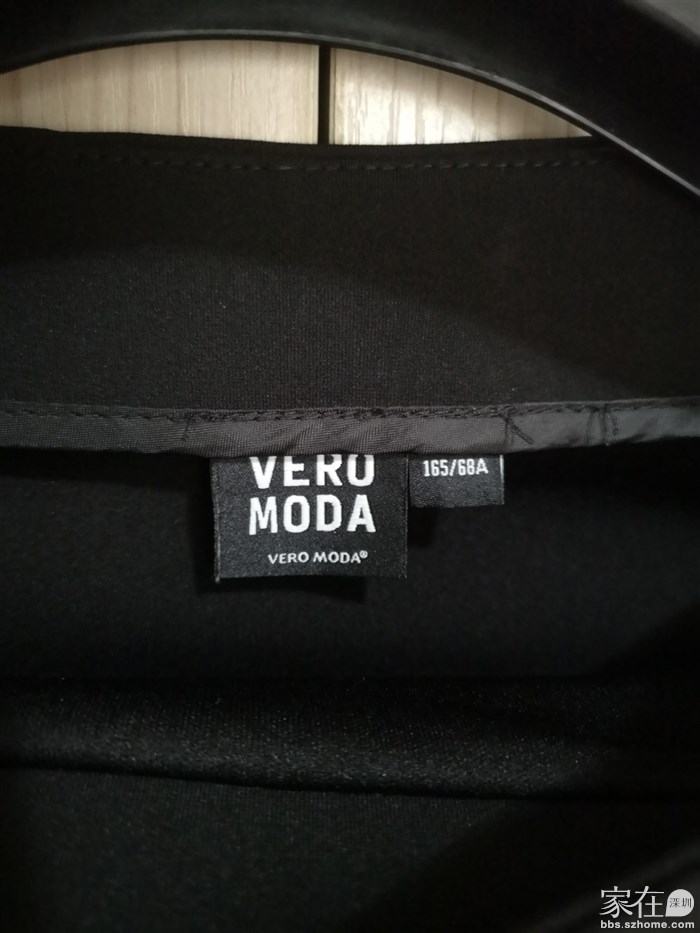 VERO
MODA
VERO MODA®
165/68A
家在深圳
bbs.szhome.com